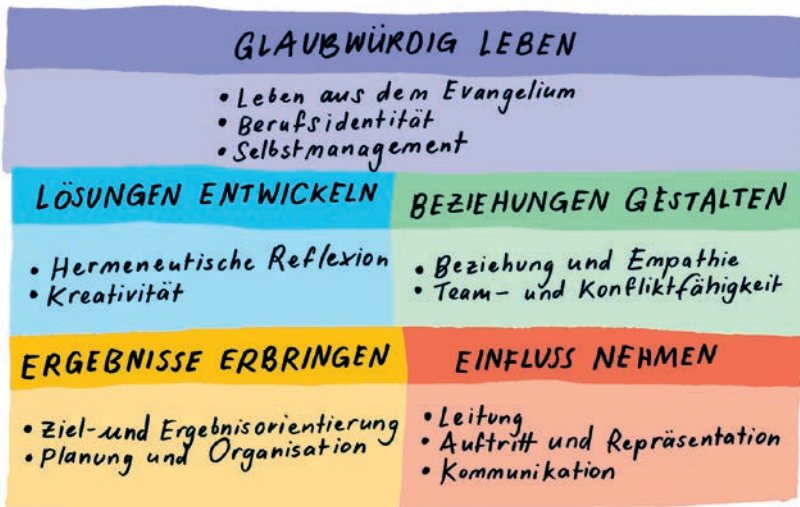 GLAUBWÜRDIG LEBEN
• Leben aus dem Evangelium
• Berufsidentität
• Selbstmanagement
LÖSUNGEN ENTWICKELN
• Hermeneutische Reflexion
• Kreativität
BEZIEHUNGEN GESTALTEN
• Beziehung und Empathie
• Team- und Konfliktfähigkeit
ERGEBNISSE ERBRINGEN
• Ziel- und Ergebnisorientierung
• Planung und Organisation
EINFLUSS NEHMEN
• Leitung
• Auftritt und Repräsentation
• Kommunikation